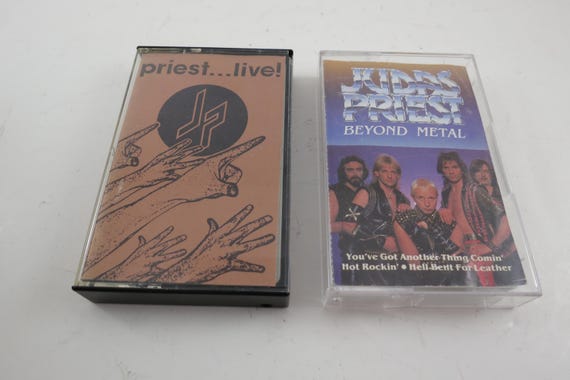 priest...live!
JP
JUDAS
PRIEST
BEYOND METAL
You've Got Another Thing Comin'
Hot Rockin' • Hell Bent For Leather